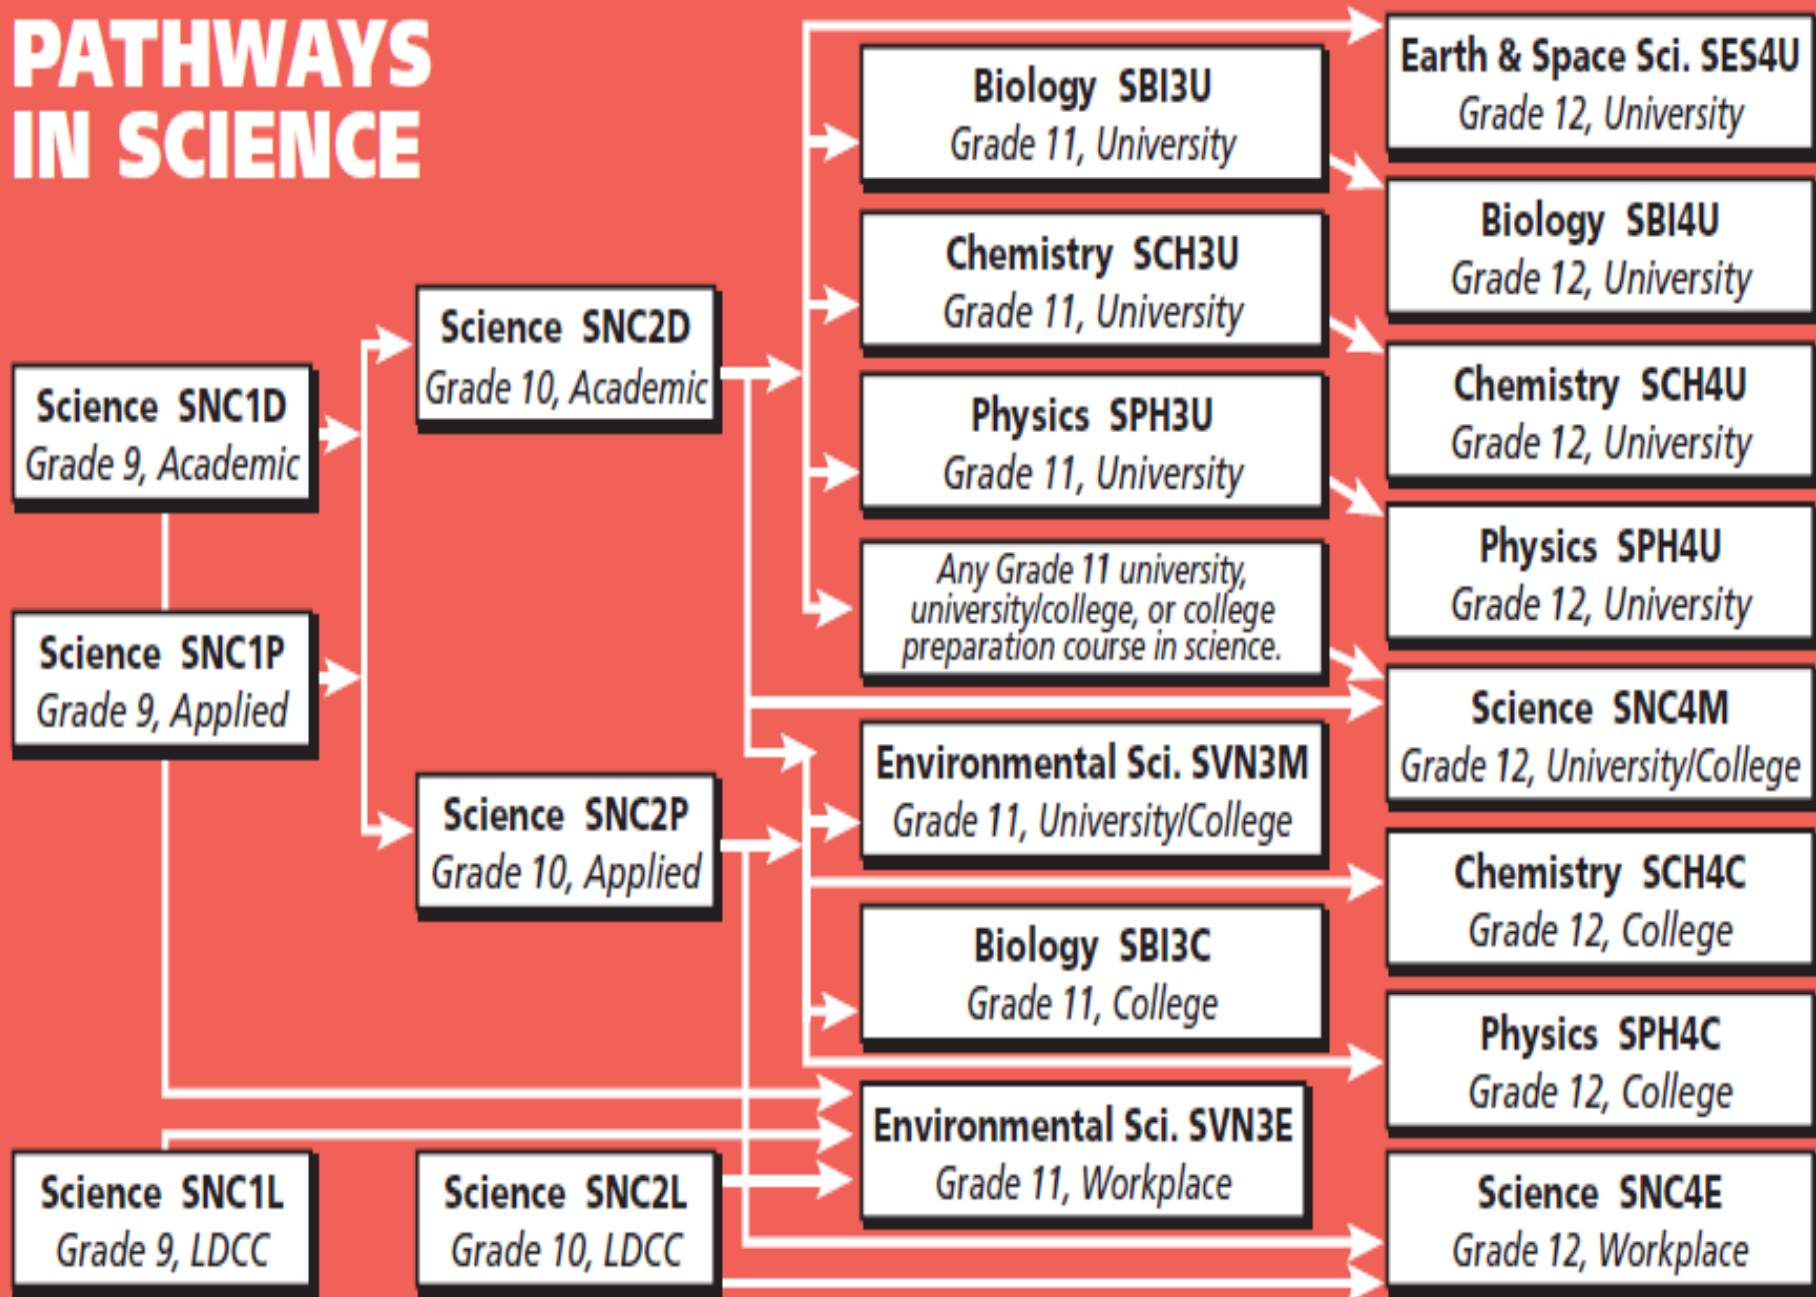 PATHWAYS
IN SCIENCE
Science SNC1D
Grade 9, Academic
Science SNC1P
Grade 9, Applied
Science SNC1L
Grade 9, LDCC
Science SNC2D
Grade 10, Academic
Science SNC2P
Grade 10, Applied
Science SNC2L
Grade 10, LDCC
Biology SBI3U
Grade 11, University
Chemistry SCH3U
Grade 11, University
Physics SPH3U
Grade 11, University
Any Grade 11 university,
university/college, or college
preparation course in science.
Environmental Sci. SVN3M
Grade 11, University/College
Biology SBI3C
Grade 11, College
Environmental Sci. SVN3E
Grade 11, Workplace
Earth & Space Sci. SES4U
Grade 12, University
Biology SBI4U
Grade 12, University
Chemistry SCH4U
Grade 12, University
Physics SPH4U
Grade 12, University
Science SNC4M
Grade 12, University/College
Chemistry SCH4C
Grade 12, College
Physics SPH4C
Grade 12, College
Science SNC4E
Grade 12, Workplace